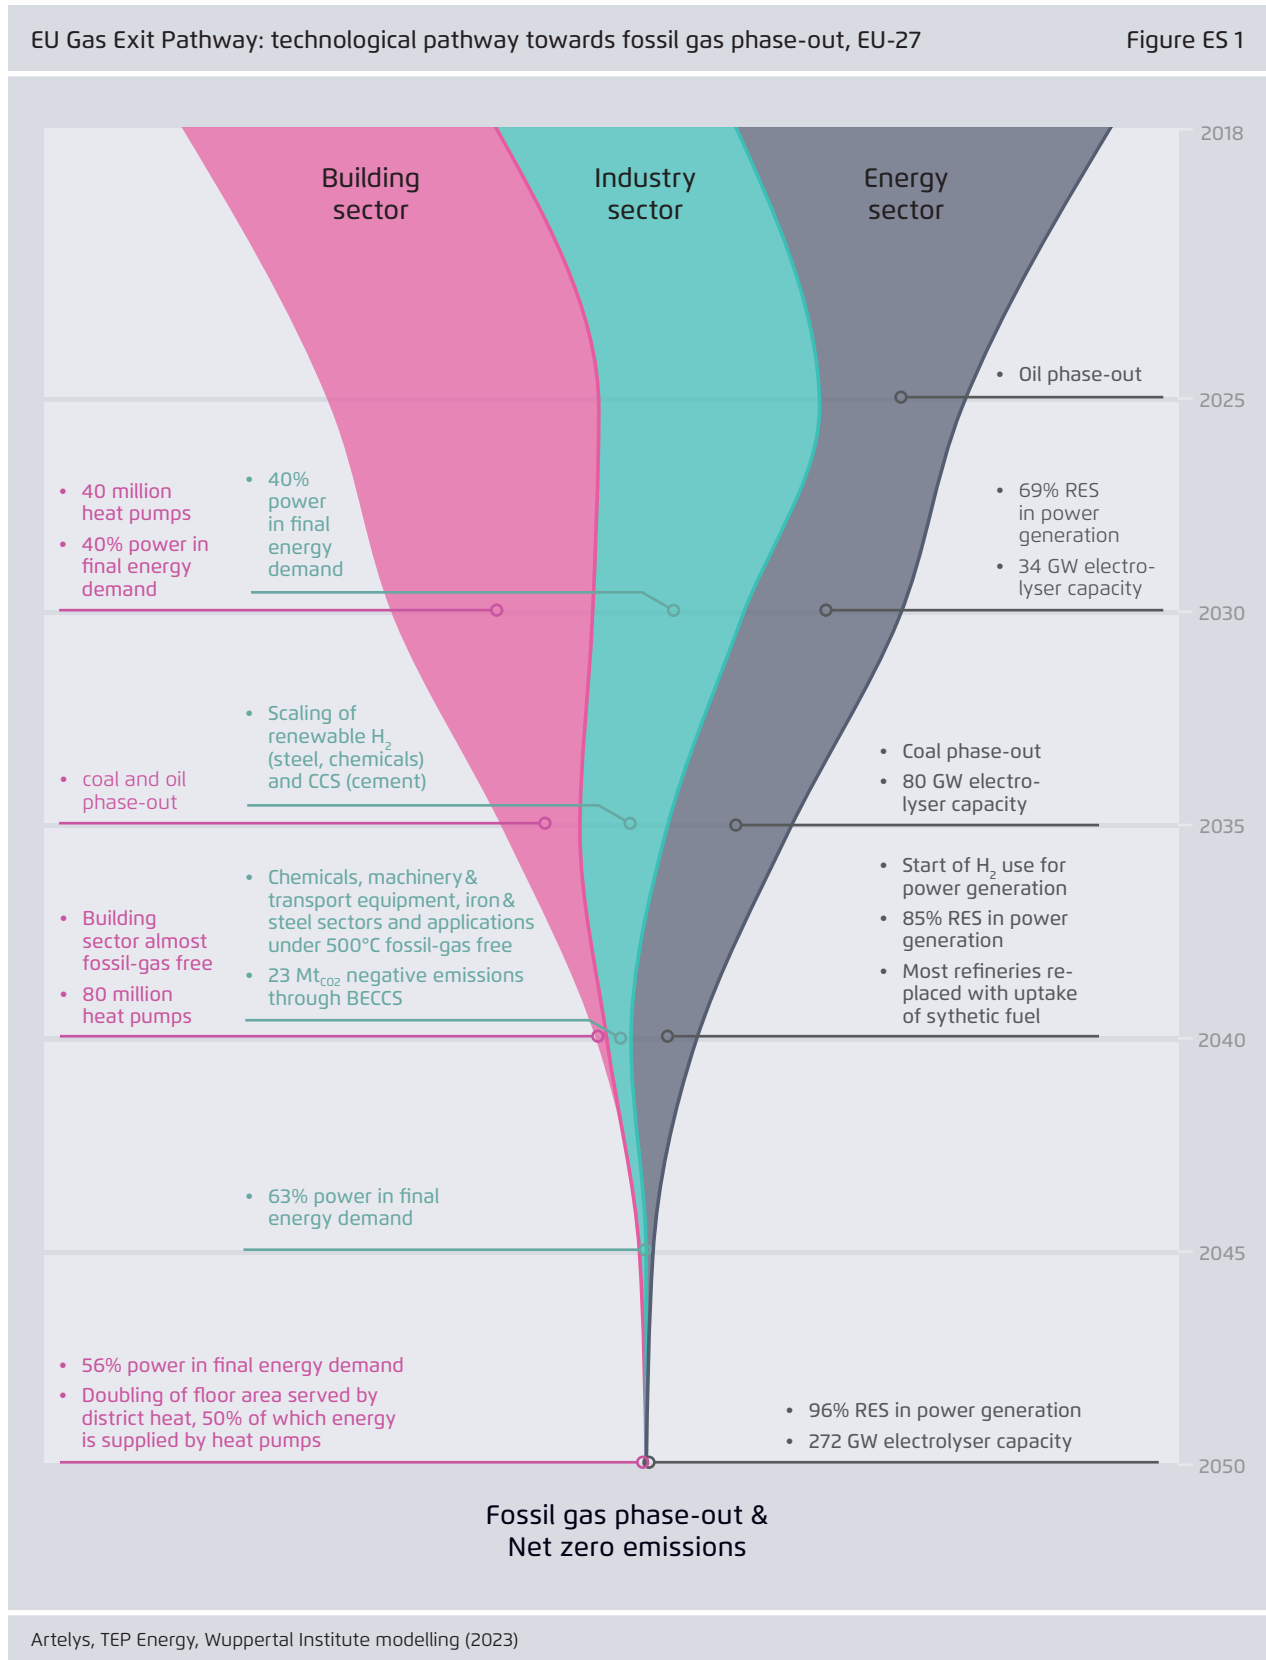 EU Gas Exit Pathway: technological pathway towards fossil gas phase-out, EU-27
Figure ES 1
Building
sector
Industry
sector
Energy
sector
2018
• Oil phase-out
2025
• 40 million
heat pumps
• 40% power in
final energy
demand
• 40%
power
in final
energy
demand
• 69% RES
in power
generation
• 34 GW electro-
lyser capacity
2030
• coal and oil
phase-out
• Scaling of
renewable H₂
(steel, chemicals)
and CCS (cement)
• Coal phase-out
• 80 GW electro-
lyser capacity
2035
• Building
sector almost
fossil-gas free
• 80 million
heat pumps
• Chemicals, machinery &
transport equipment, iron &
steel sectors and applications
under 500°C fossil-gas free
• 23 Mt_CO2 negative emissions
through BECCS
• Start of H₂ use for
power generation
• 85% RES in power
generation
• Most refineries re-
placed with uptake
of sythetic fuel
2040
• 63% power in final
energy demand
2045
• 56% power in final energy demand
• Doubling of floor area served by
district heat, 50% of which energy
is supplied by heat pumps
• 96% RES in power generation
• 272 GW electrolyser capacity
2050
Fossil gas phase-out &
Net zero emissions
Artelys, TEP Energy, Wuppertal Institute modelling (2023)